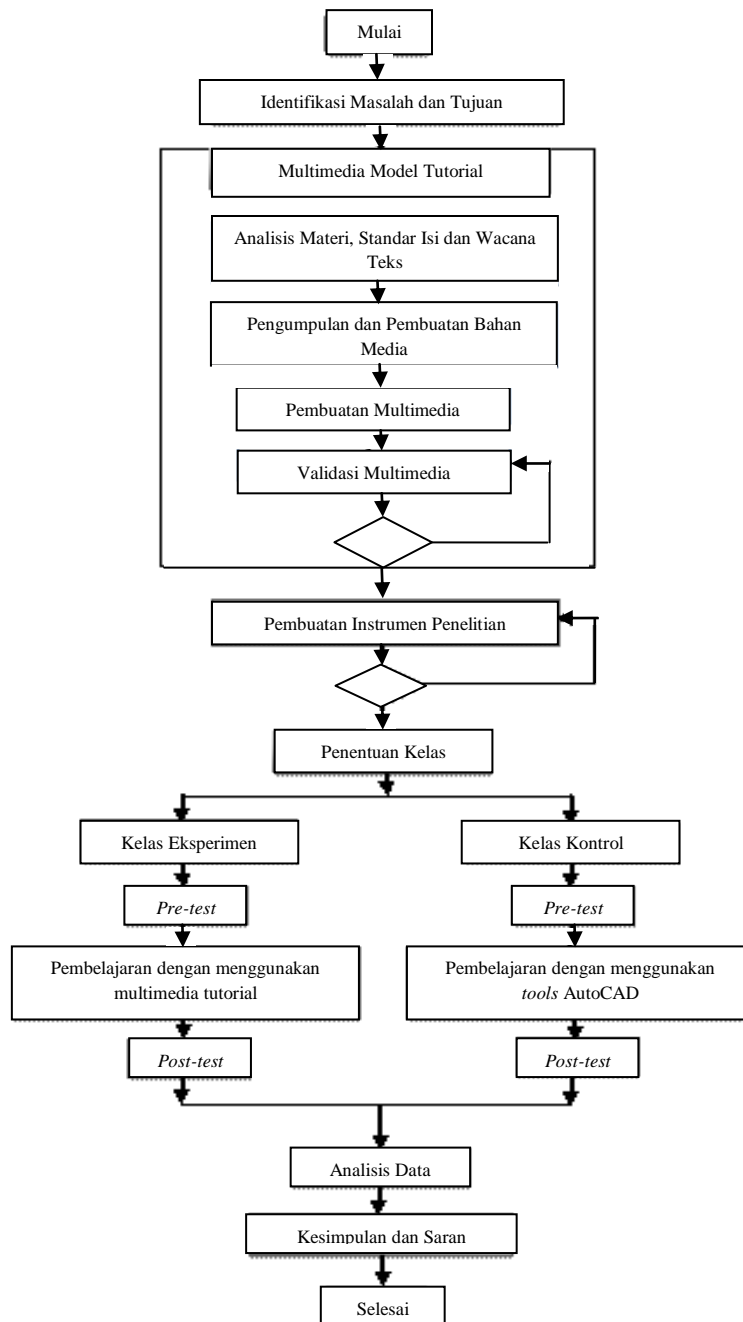 Mulai
Identifikasi Masalah dan Tujuan
Multimedia Model Tutorial
Analisis Materi, Standar Isi dan Wacana
Teks
Pengumpulan dan Pembuatan Bahan
Media
Pembuatan Multimedia
Validasi Multimedia
Pembuatan Instrumen Penelitian
Penentuan Kelas
Kelas Eksperimen
Kelas Kontrol
Pre-test
Pre-test
Pembelajaran dengan menggunakan
multimedia tutorial
Pembelajaran dengan menggunakan
tools AutoCAD
Post-test
Post-test
Analisis Data
Kesimpulan dan Saran
Selesai